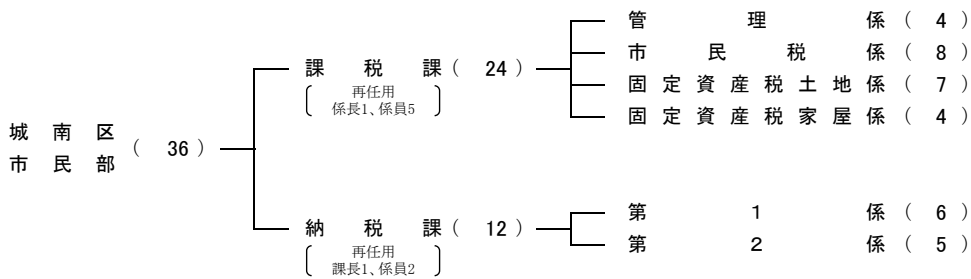 管理係( 4 )
市民税係( 8 )
課税課( 24 )
再任用
係長1、係員5
固定資産税土地係( 7 )
固定資産税家屋係( 4 )
城南区
市民部
( 36 )
納税課( 12 )
再任用
課長1、係員2
第1係( 6 )
第2係( 5 )